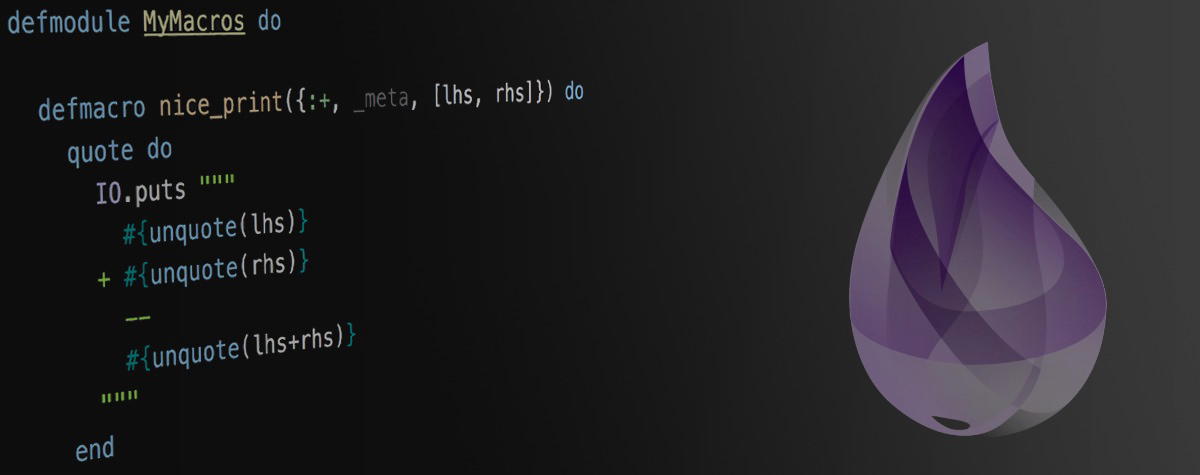 defmodule MyMacros do
defmacro nice_print({:+, _meta, [lhs, rhs]}) do
quote do
IO.puts """
#{unquote(lhs)}
+ #{unquote(rhs)}
--
#{unquote(lhs+rhs)}
"""
end